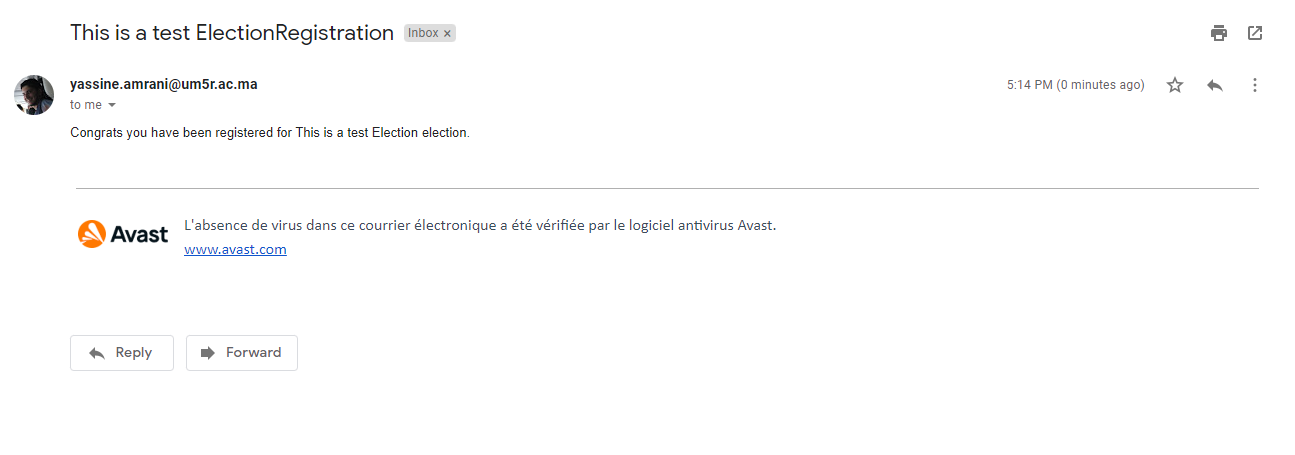 This is a test ElectionRegistration Inbox ×
yassine.amrani@um5r.ac.ma 5:14 PM (0 minutes ago)
to me
Congrats you have been registered for This is a test Election election.
Avast L'absence de virus dans ce courrier électronique a été vérifiée par le logiciel antivirus Avast.
www.avast.com
Reply Forward